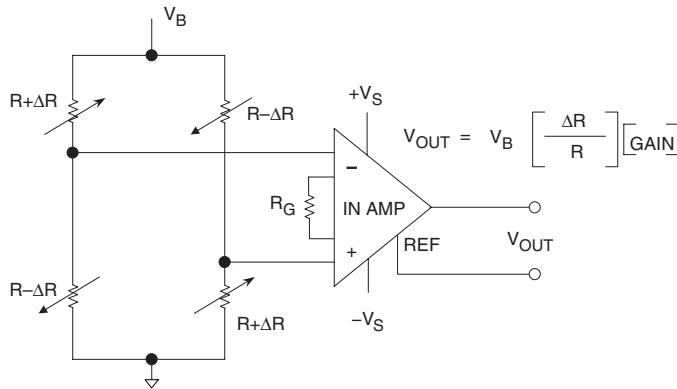 V_B
R+ΔR
R−ΔR
+V_S
V_OUT = V_B [ΔR/R] [GAIN]
−
R_G
IN AMP
+
REF
V_OUT
R−ΔR
R+ΔR
−V_S